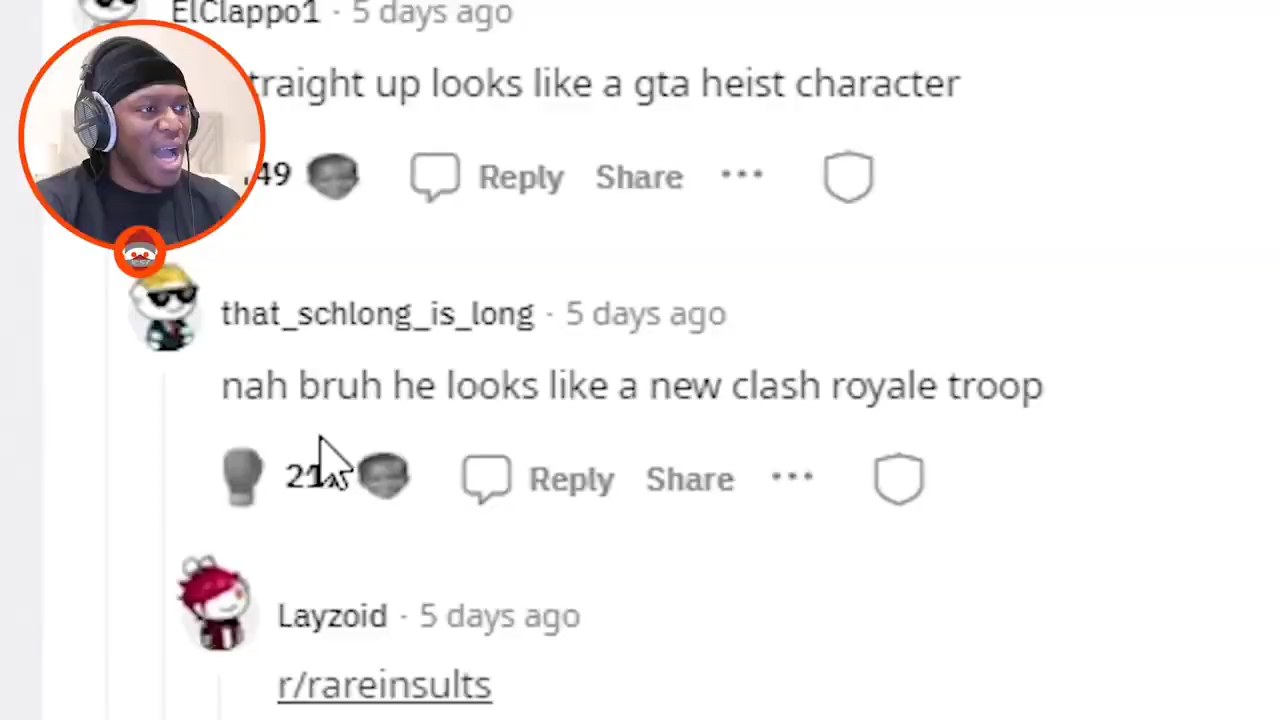 ElClappo1 · 5 days ago
traight up looks like a gta heist character
49 Reply Share ···
that_schlong_is_long · 5 days ago
nah bruh he looks like a new clash royale troop
Reply Share ···
Layzoid · 5 days ago
r/rareinsults